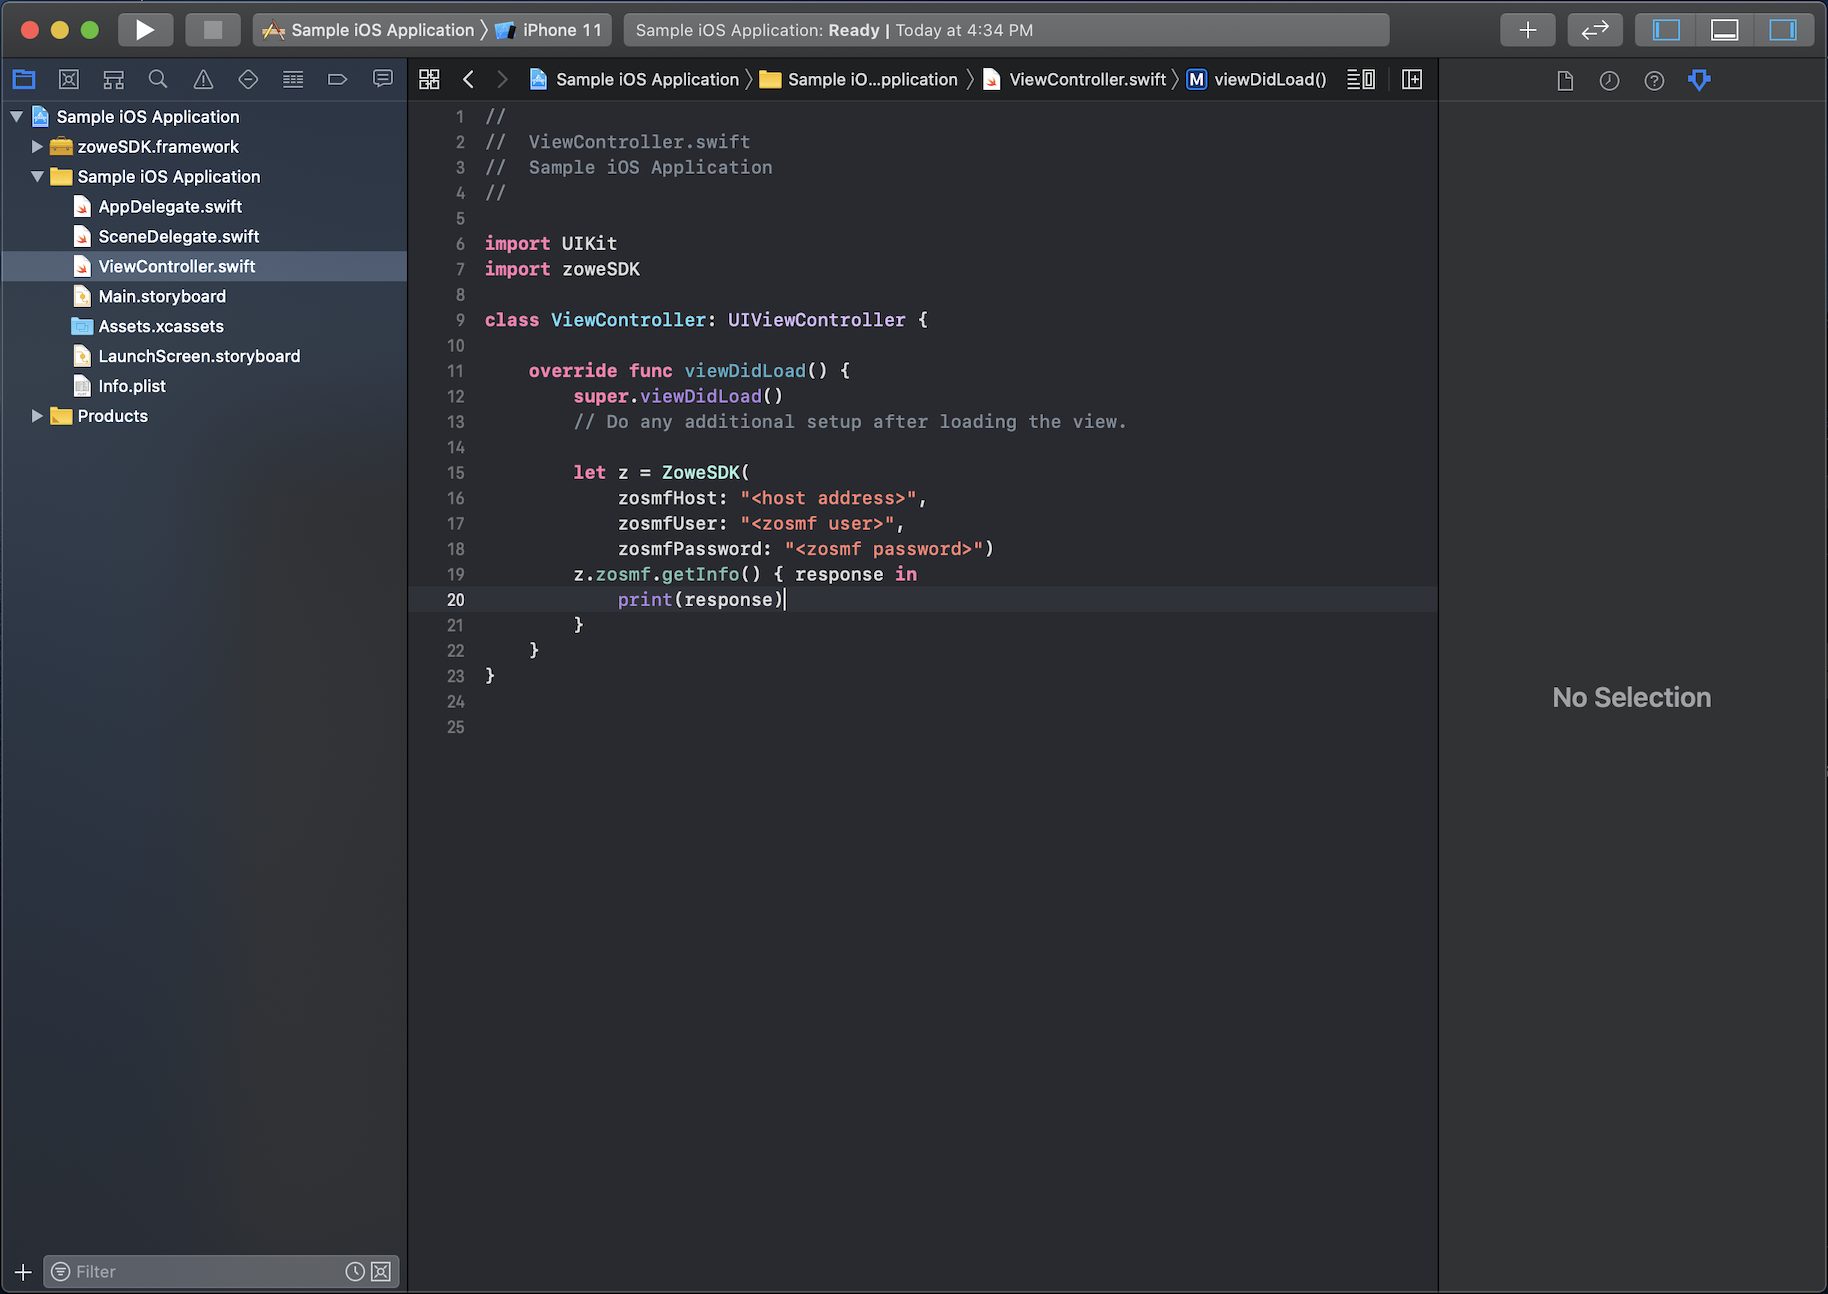 Sample iOS Application 〉 iPhone 11
Sample iOS Application: Ready | Today at 4:34 PM
Sample iOS Application 〉 Sample iO...pplication 〉 ViewController.swift 〉 M viewDidLoad()
Sample iOS Application
zoweSDK.framework
Sample iOS Application
AppDelegate.swift
SceneDelegate.swift
ViewController.swift
Main.storyboard
Assets.xcassets
LaunchScreen.storyboard
Info.plist
Products
Filter
1 //
2 //  ViewController.swift
3 //  Sample iOS Application
4 //
5
6 import UIKit
7 import zoweSDK
8
9 class ViewController: UIViewController {
10
11     override func viewDidLoad() {
12         super.viewDidLoad()
13         // Do any additional setup after loading the view.
14
15         let z = ZoweSDK(
16             zosmfHost: "<host address>",
17             zosmfUser: "<zosmf user>",
18             zosmfPassword: "<zosmf password>")
19         z.zosmf.getInfo() { response in
20             print(response)
21         }
22     }
23 }
24
25
No Selection